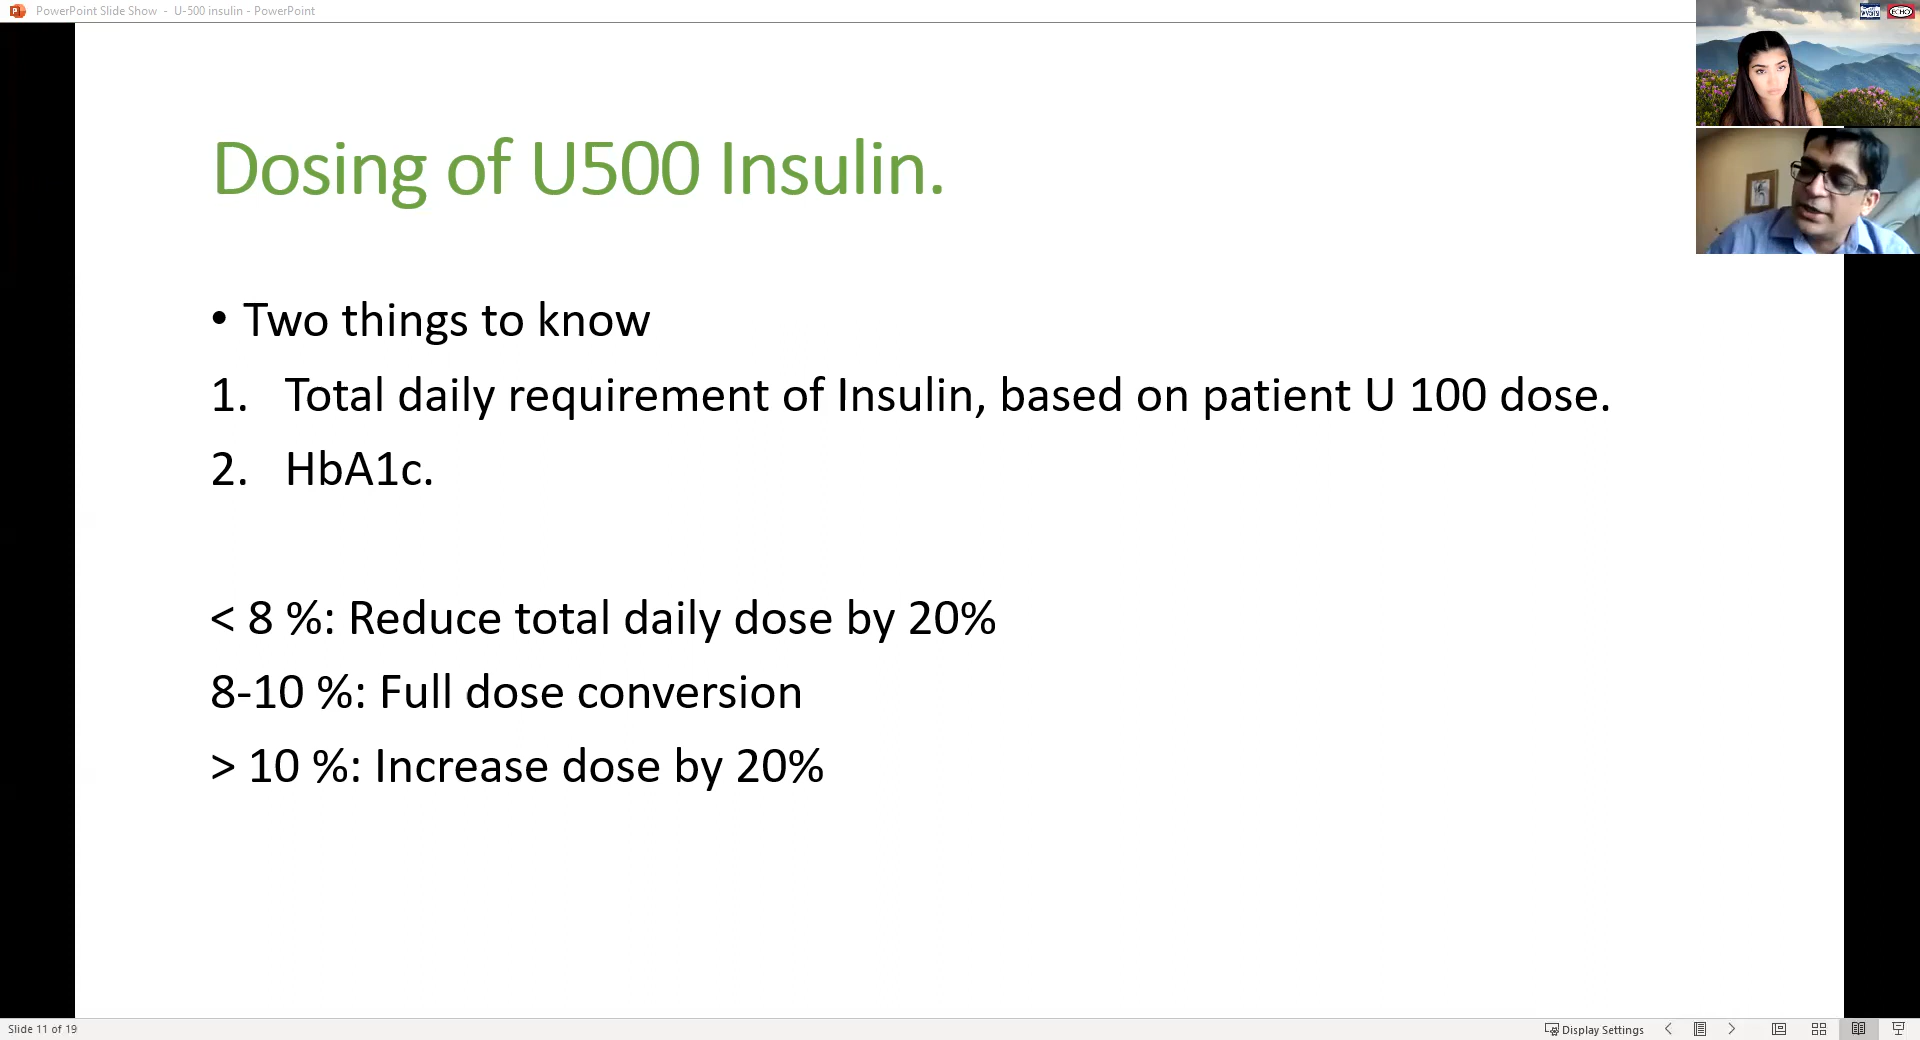 PowerPoint Slide Show - U-500 insulin - PowerPoint
ECHO
Dosing of U500 Insulin.
• Two things to know
1. Total daily requirement of Insulin, based on patient U 100 dose.
2. HbA1c.
< 8 %: Reduce total daily dose by 20%
8-10 %: Full dose conversion
> 10 %: Increase dose by 20%
Slide 11 of 19
Display Settings